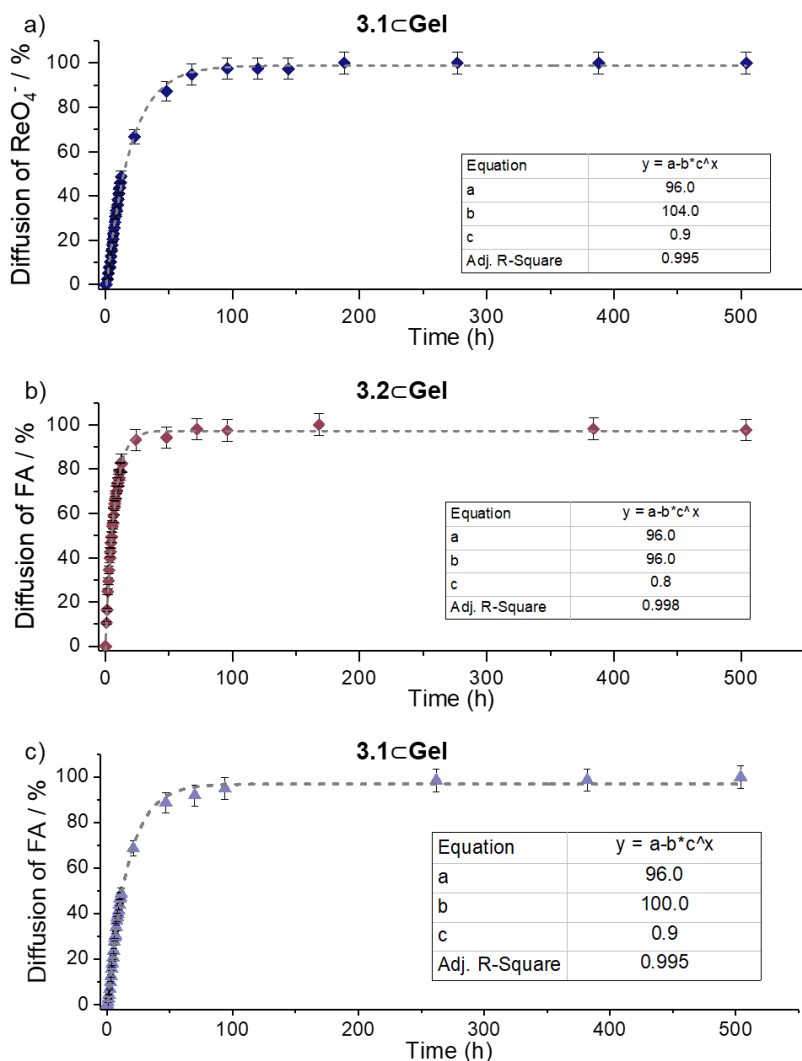 a)
3.1⊂Gel
Diffusion of ReO₄⁻ / %
100
80
60
40
20
0
Equation y = a-b*c^x
a 96.0
b 104.0
c 0.9
Adj. R-Square 0.995
0 100 200 300 400 500
Time (h)
b)
3.2⊂Gel
Diffusion of FA / %
100
80
60
40
20
0
Equation y = a-b*c^x
a 96.0
b 96.0
c 0.8
Adj. R-Square 0.998
0 100 200 300 400 500
Time (h)
c)
3.1⊂Gel
Diffusion of FA / %
100
80
60
40
20
0
Equation y = a-b*c^x
a 96.0
b 100.0
c 0.9
Adj. R-Square 0.995
0 100 200 300 400 500
Time (h)